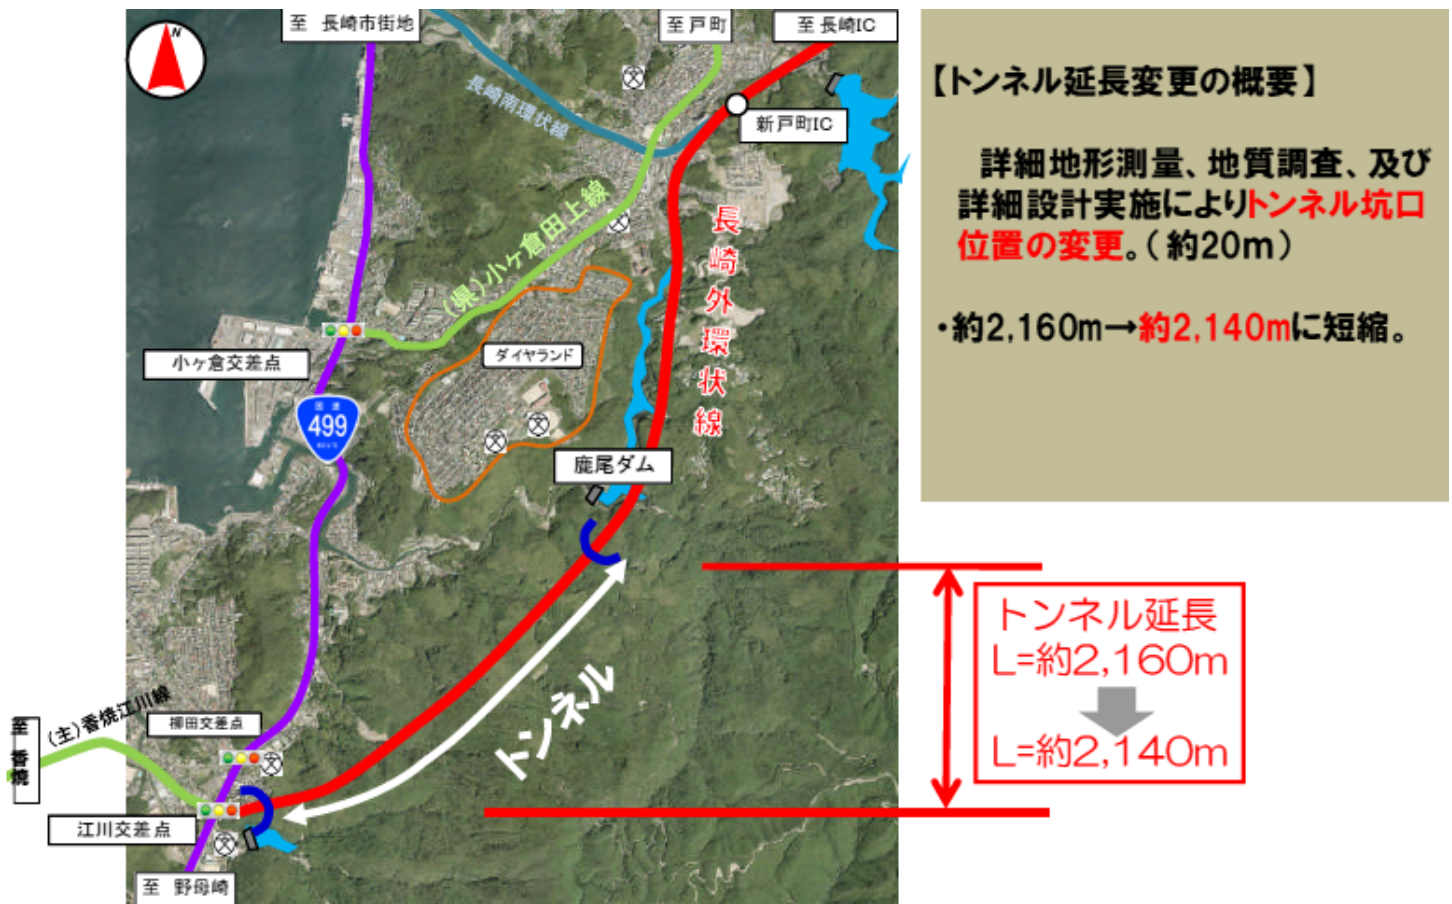 N
至 長崎市街地
至戸町
至 長崎IC
長崎南環状線
新戸町IC
(県)小ヶ倉田上線
長崎外環状線
小ヶ倉交差点
ダイヤランド
国道
499
鹿尾ダム
トンネル
至 香焼
(主)香焼江川線
柳田交差点
江川交差点
至 野母崎
【トンネル延長変更の概要】
詳細地形測量、地質調査、及び
詳細設計実施によりトンネル坑口
位置の変更。(約20m)
・約2,160m→約2,140mに短縮。
トンネル延長
L=約2,160m
L=約2,140m